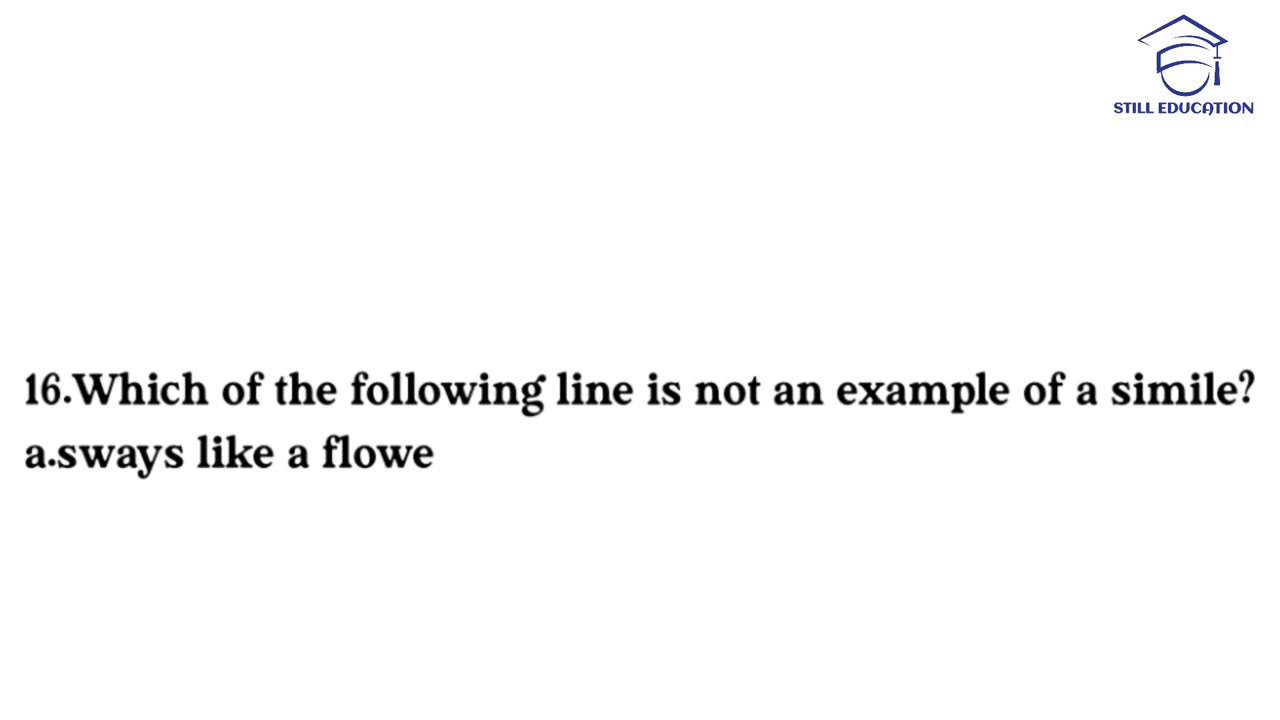 STILL EDUCATION
16.Which of the following line is not an example of a simile?
a.sways like a flowe